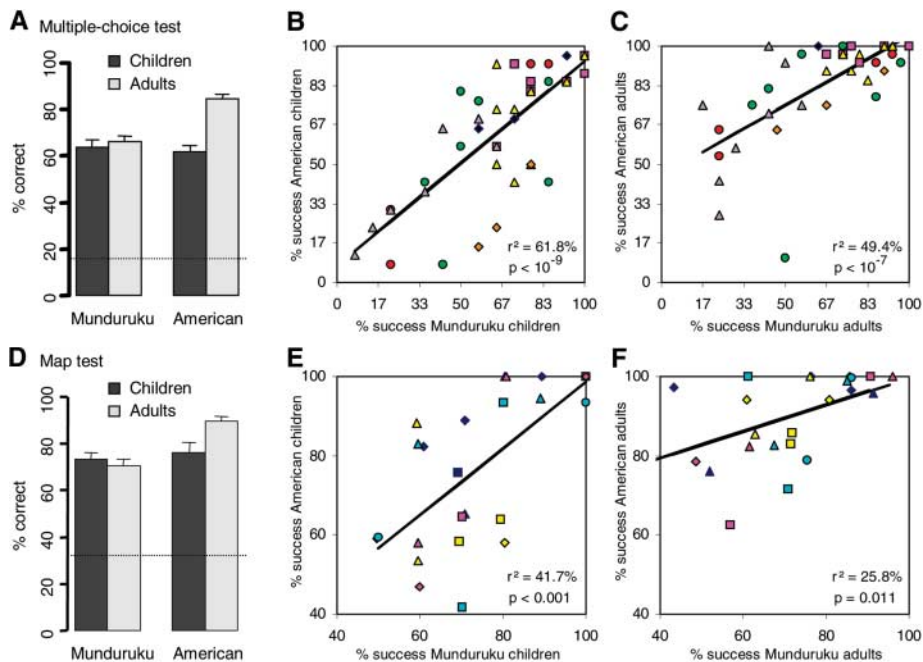 A Multiple-choice test
Children
Adults
% correct
0 20 40 60 80 100
Munduruku American
B
% success American children
100
83
67
50
33
17
0
0 17 33 50 67 83 100
r² = 61.8%
p < 10⁻⁹
% success Munduruku children
C
% success American adults
100
83
67
50
33
17
0
0 17 33 50 67 83 100
r² = 49.4%
p < 10⁻⁷
% success Munduruku adults
D Map test
Children
Adults
% correct
0 20 40 60 80 100
Munduruku American
E
% success American children
100
80
60
40
40 60 80 100
r² = 41.7%
p < 0.001
% success Munduruku children
F
% success American adults
100
80
60
40
40 60 80 100
r² = 25.8%
p = 0.011
% success Munduruku adults